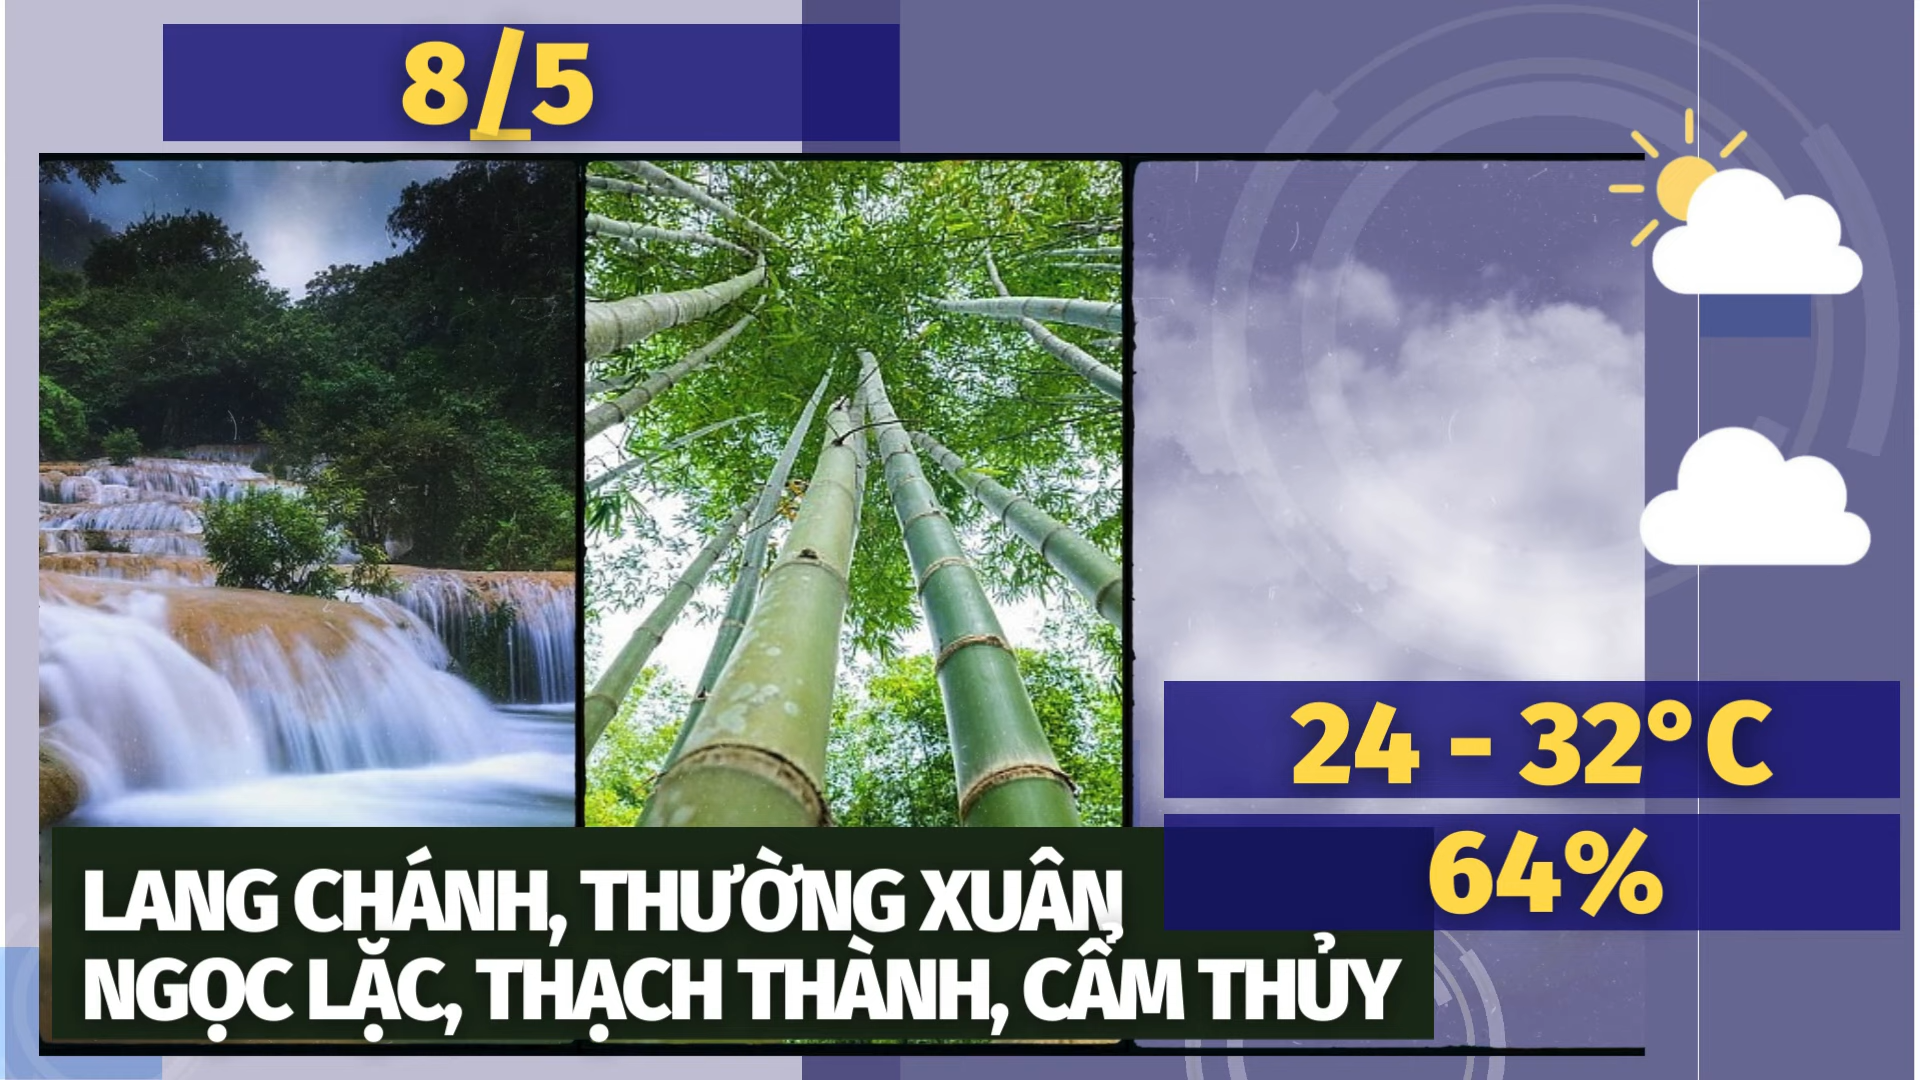 8/5
24 - 32°C
64%
LANG CHÁNH, THƯỜNG XUÂN,
NGỌC LẶC, THẠCH THÀNH, CẨM THỦY